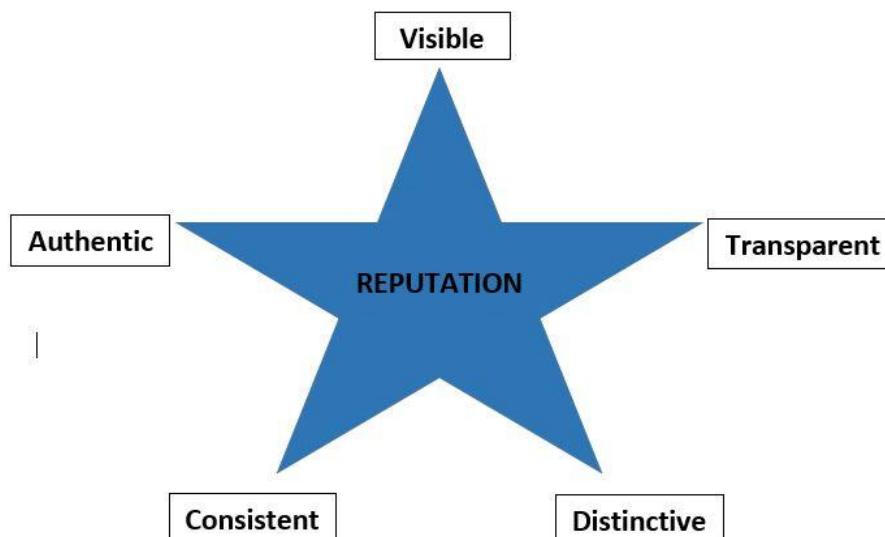 Visible
Authentic
Transparent
REPUTATION
Consistent
Distinctive